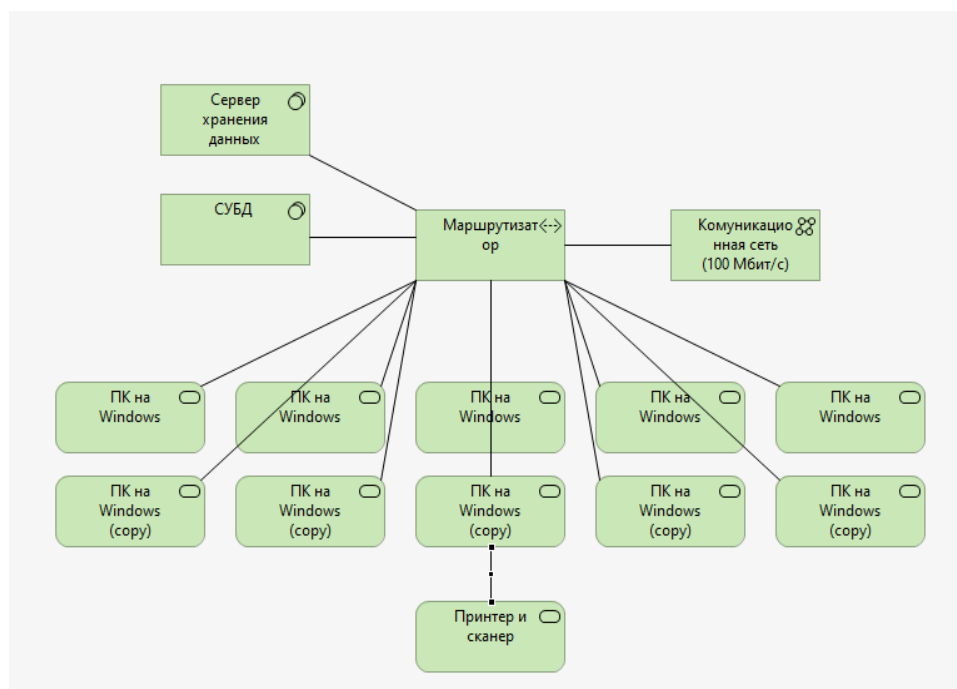 Сервер
хранения
данных
СУБД
Маршрутизат
ор
Комуникацио
нная сеть
(100 Мбит/с)
ПК на
Windows
ПК на
Windows
ПК на
Windows
ПК на
Windows
ПК на
Windows
ПК на
Windows
(copy)
ПК на
Windows
(copy)
ПК на
Windows
(copy)
ПК на
Windows
(copy)
ПК на
Windows
(copy)
Принтер и
сканер